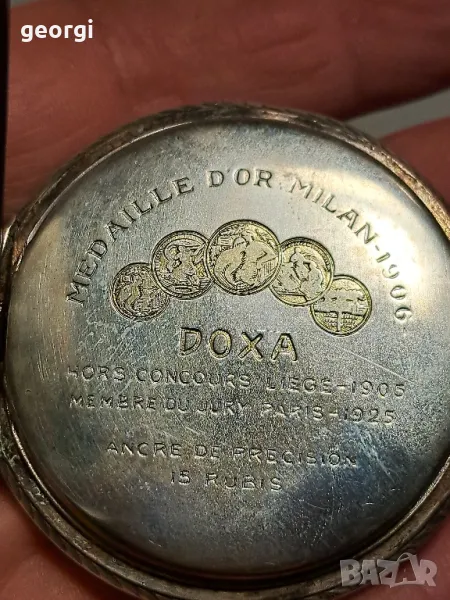 georgi
MEDAILLE D'OR MILAN-1906
DOXA
HORS CONCOURS LIEGE-1905
MEMBRE DU JURY PARIS-1925
ANCRE DE PRECISION
15 RUBIS
BAZAR